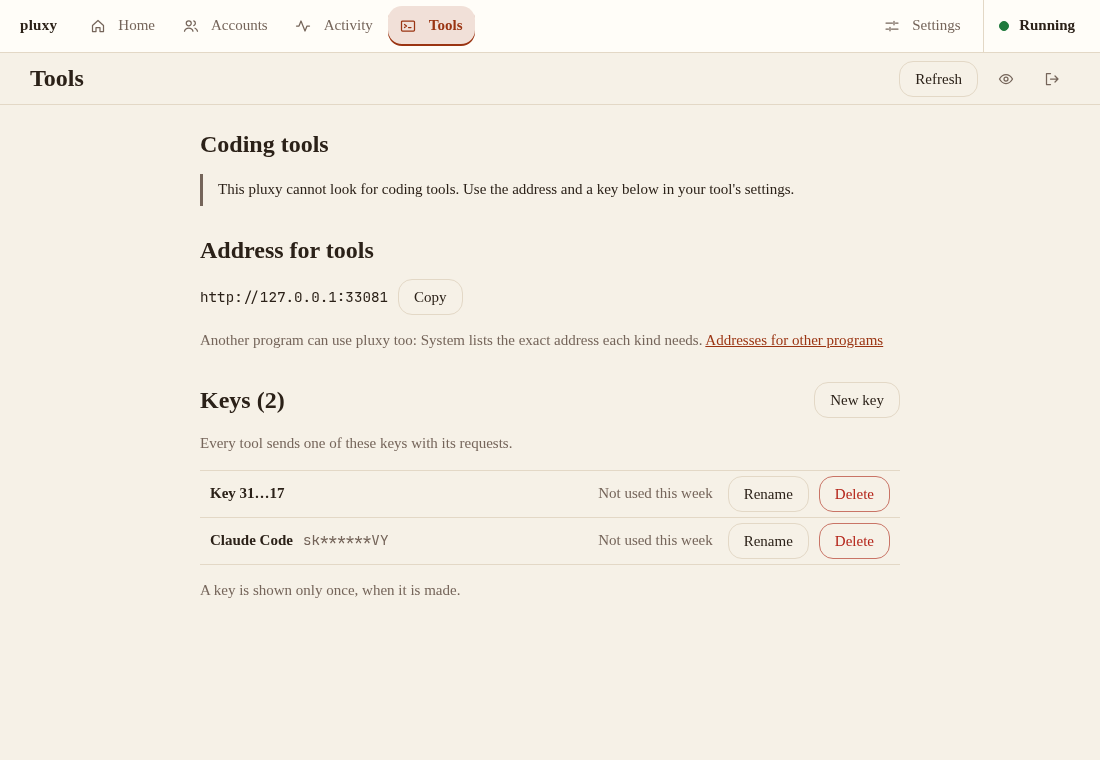 pluxy Home Accounts Activity Tools Settings Running
Tools Refresh
Coding tools
This pluxy cannot look for coding tools. Use the address and a key below in your tool's settings.
Address for tools
http://127.0.0.1:33081 Copy
Another program can use pluxy too: System lists the exact address each kind needs. Addresses for other programs
Keys (2) New key
Every tool sends one of these keys with its requests.
Key 31…17 Not used this week Rename Delete
Claude Code sk******VY Not used this week Rename Delete
A key is shown only once, when it is made.